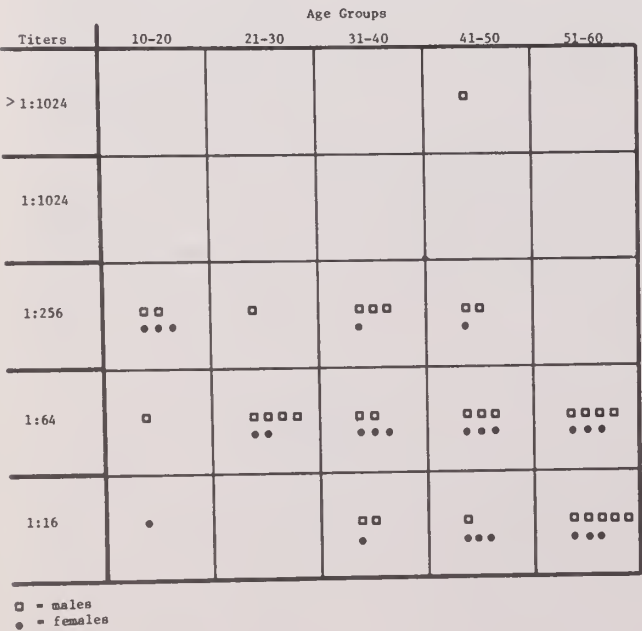 Age Groups
Titers 10-20 21-30 31-40 41-50 51-60
> 1:1024
1:1024
1:256
1:64
1:16
= males
= females